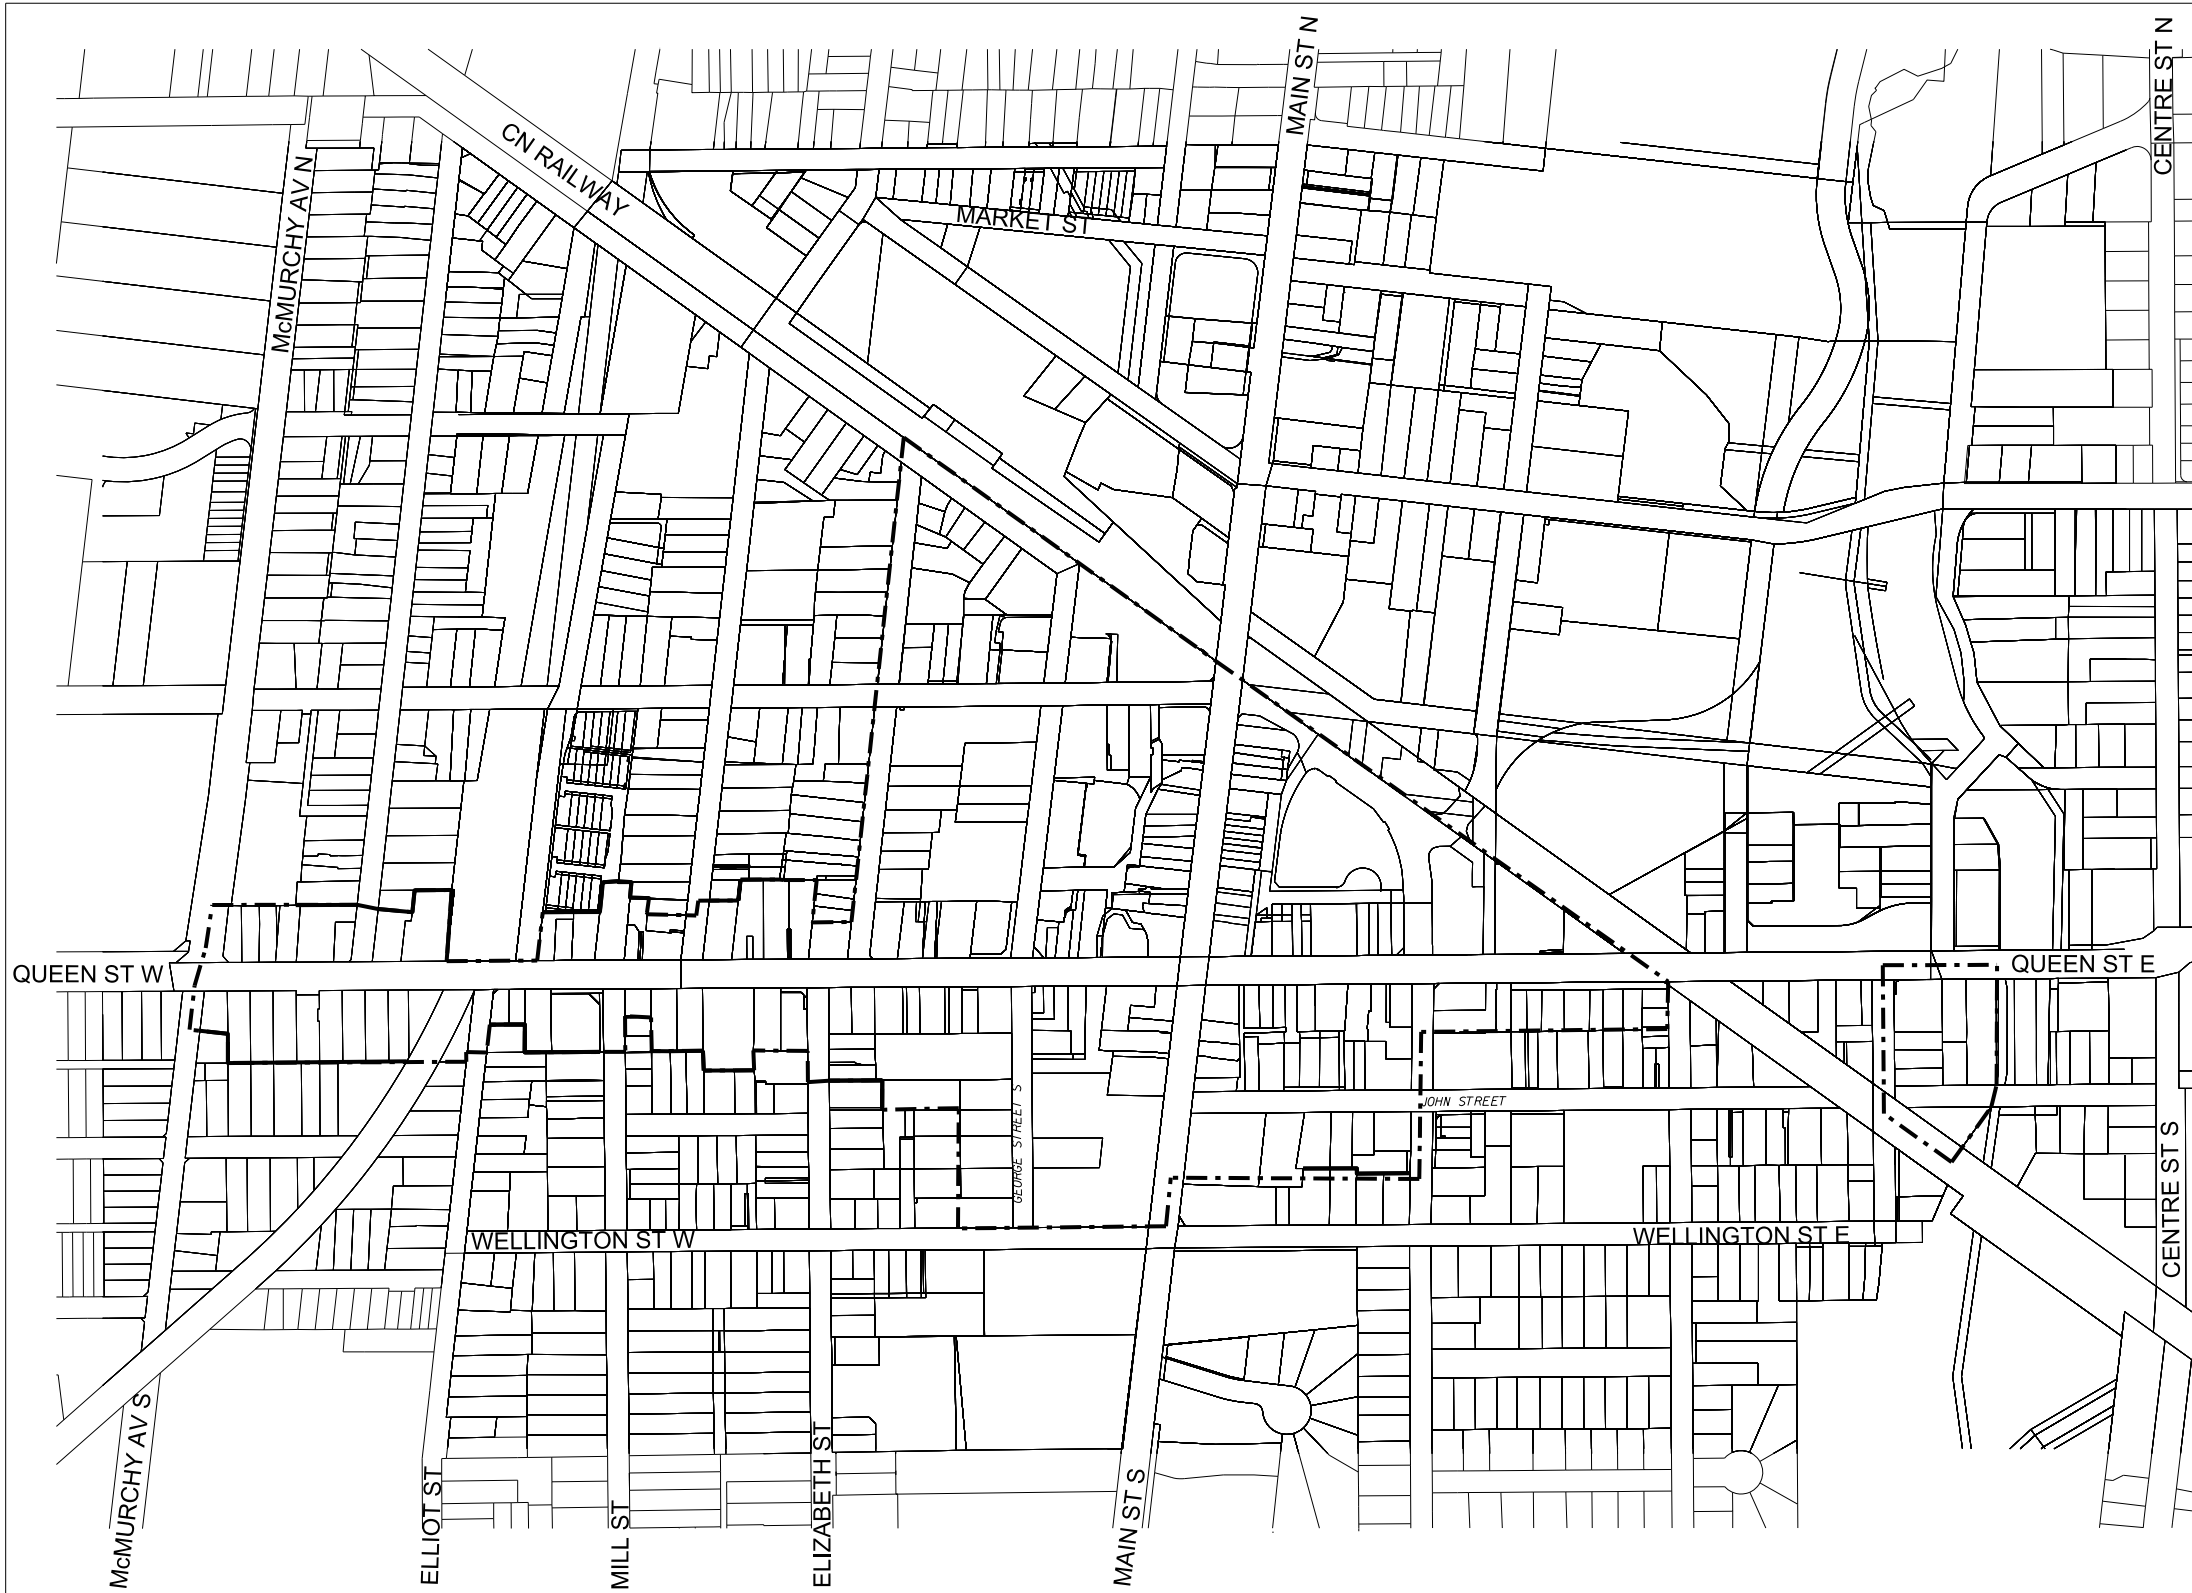 MAIN ST N
CENTRE ST N
CN RAILWAY
McMURCHY AV N
MARKET ST
QUEEN ST W
QUEEN ST E
JOHN STREET
GEORGE STREET S
CENTRE ST S
WELLINGTON ST W
WELLINGTON ST E
McMURCHY AV S
ELLIOT ST
MILL ST
ELIZABETH ST
MAIN ST S